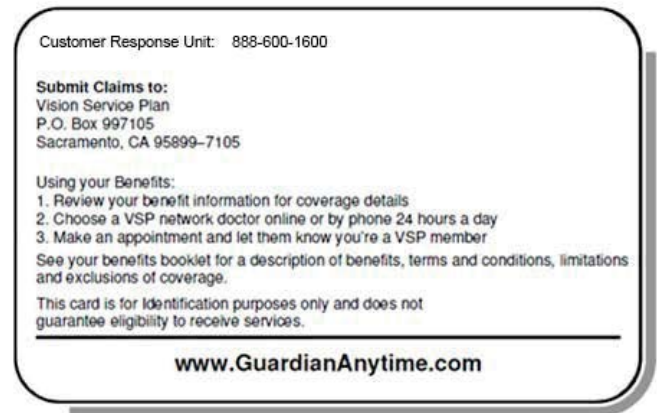 Customer Response Unit: 888-600-1600
Submit Claims to:
Vision Service Plan
P.O. Box 997105
Sacramento, CA 95899–7105
Using your Benefits:
1. Review your benefit information for coverage details
2. Choose a VSP network doctor online or by phone 24 hours a day
3. Make an appointment and let them know you're a VSP member
See your benefits booklet for a description of benefits, terms and conditions, limitations
and exclusions of coverage.
This card is for Identification purposes only and does not
guarantee eligibility to receive services.
www.GuardianAnytime.com